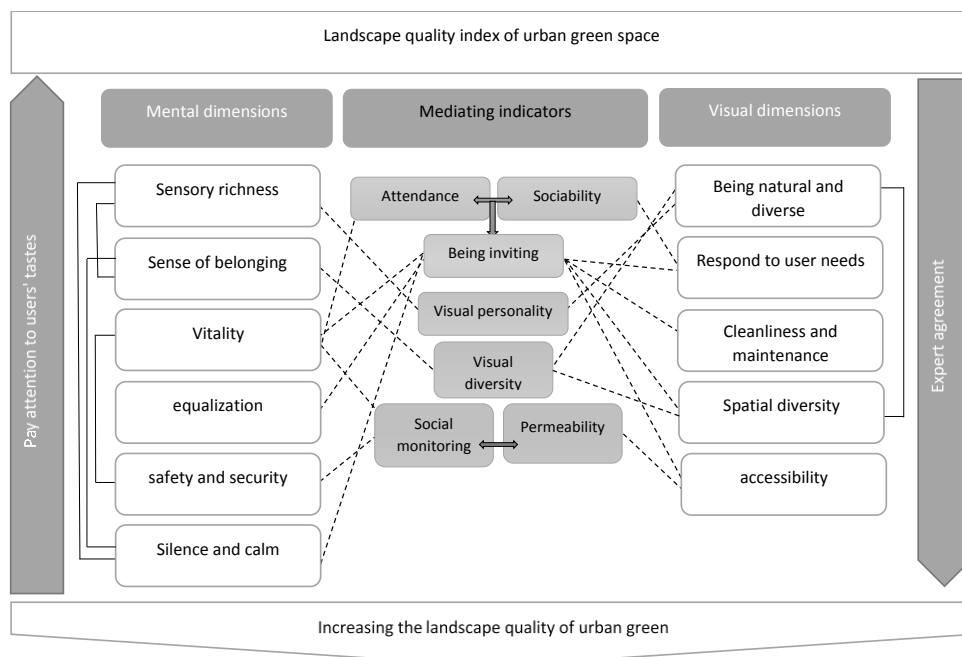 Landscape quality index of urban green space
Pay attention to users' tastes
Mental dimensions
Mediating indicators
Visual dimensions
Expert agreement
Sensory richness
Sense of belonging
Vitality
equalization
safety and security
Silence and calm
Attendance
Sociability
Being inviting
Visual personality
Visual
diversity
Social
monitoring
Permeability
Being natural and
diverse
Respond to user needs
Cleanliness and
maintenance
Spatial diversity
accessibility
Increasing the landscape quality of urban green